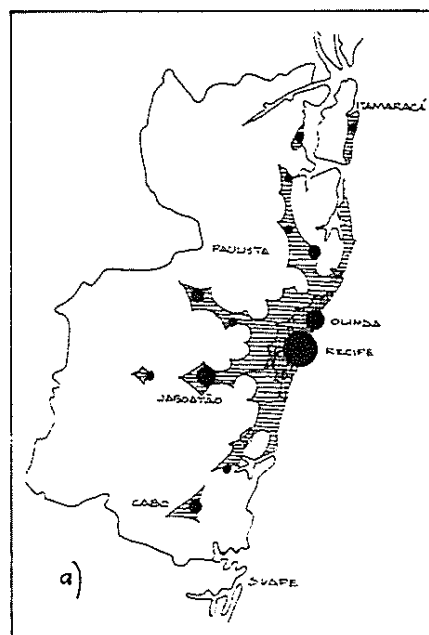 ITAMARACÁ
PAULISTA
OLINDA
RECIFE
JABOATÃO
CABO
SUAPE
a)